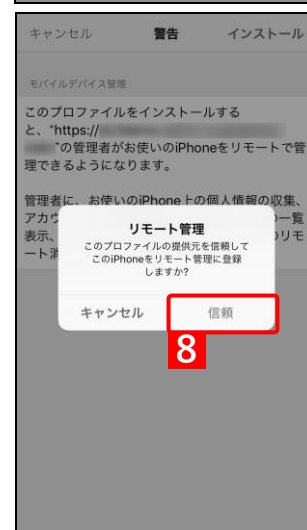 キャンセル 警告 インストール
モバイルデバイス管理
このプロファイルをインストールする
と、"https://
"の管理者がお使いのiPhoneをリモートで管
理できるようになります。
管理者に、お使いのiPhone上の個人情報の収集、
アカウ の一覧
表示、 リモ
ート消
リモート管理
このプロファイルの提供元を信頼して
このiPhoneをリモート管理に登録
しますか?
キャンセル 信頼
8